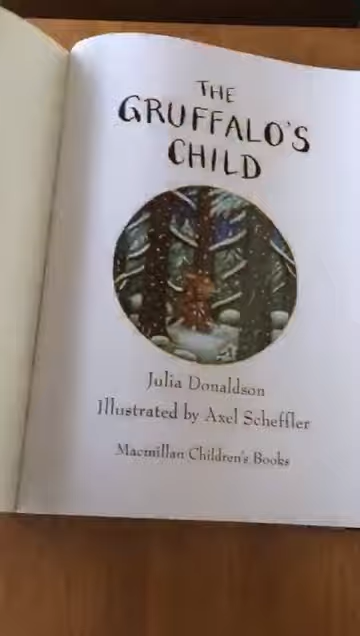 THE
GRUFFALO'S
CHILD
Julia Donaldson
Illustrated by Axel Scheffler
Macmillan Children's Books